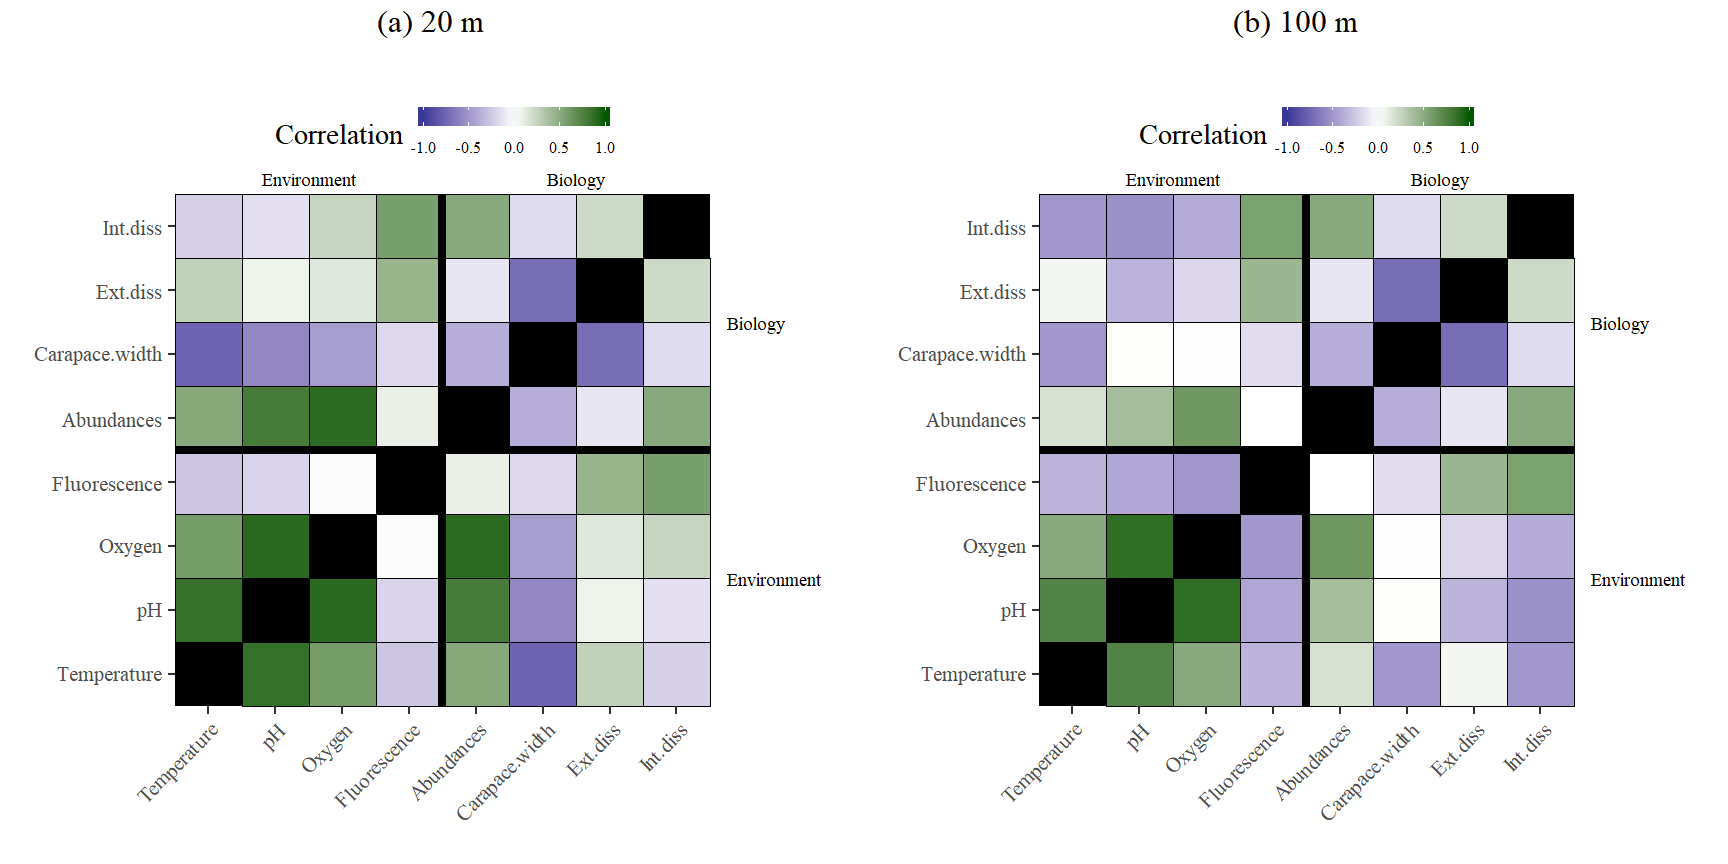 (a) 20 m
Correlation
-1.0 -0.5 0.0 0.5 1.0
Environment Biology
Int.diss
Ext.diss
Carapace.width
Abundances
Fluorescence
Oxygen
pH
Temperature
Biology
Environment
Temperature pH Oxygen Fluorescence Abundances Carapace.width Ext.diss Int.diss
(b) 100 m
Correlation
-1.0 -0.5 0.0 0.5 1.0
Environment Biology
Int.diss
Ext.diss
Carapace.width
Abundances
Fluorescence
Oxygen
pH
Temperature
Biology
Environment
Temperature pH Oxygen Fluorescence Abundances Carapace.width Ext.diss Int.diss